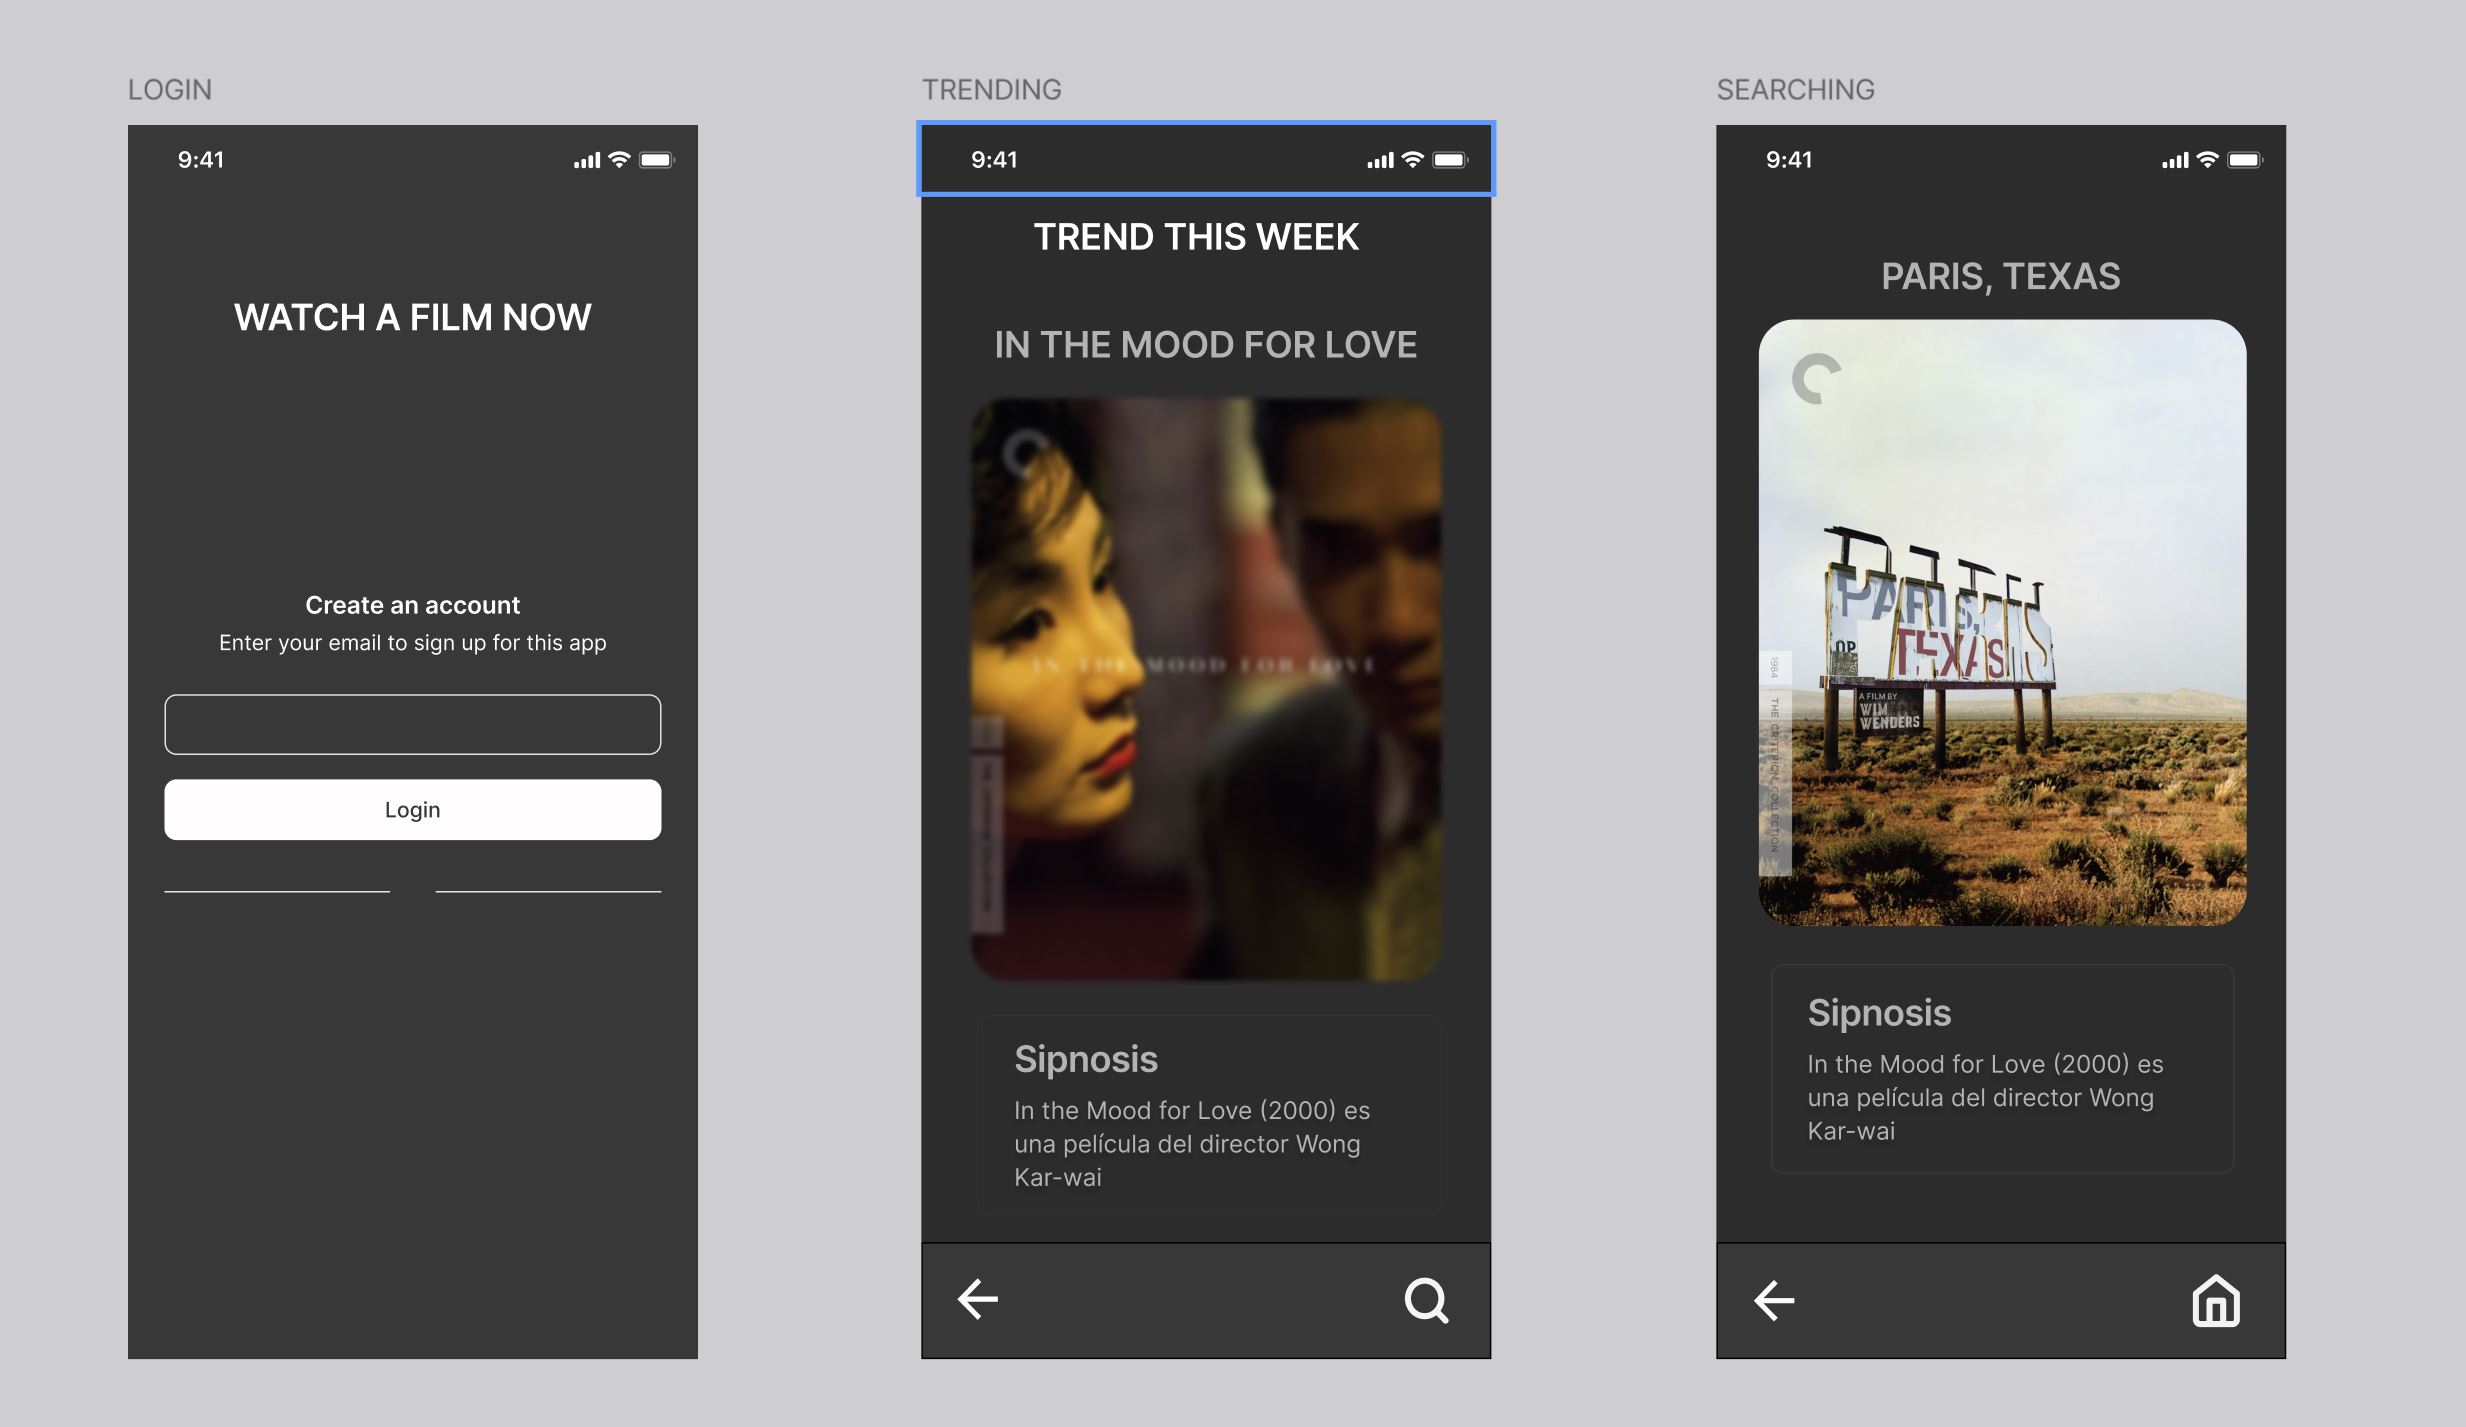 LOGIN
9:41
WATCH A FILM NOW
Create an account
Enter your email to sign up for this app
Login
TRENDING
9:41
TREND THIS WEEK
IN THE MOOD FOR LOVE
IN THE MOOD FOR LOVE
Sipnosis
In the Mood for Love (2000) es
una película del director Wong
Kar-wai
SEARCHING
9:41
PARIS, TEXAS
PARIS,
TEXAS
OP
A FILM BY
WIM
WENDERS
1984
THE CRITERION COLLECTION
Sipnosis
In the Mood for Love (2000) es
una película del director Wong
Kar-wai